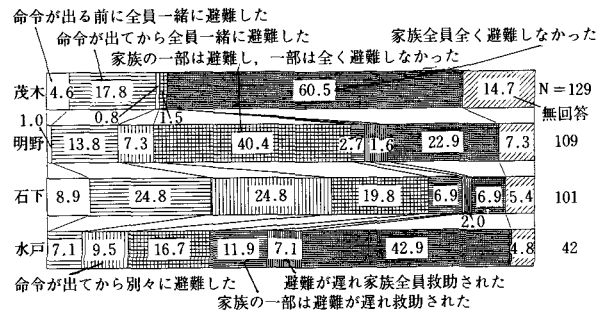 命令が出る前に全員一緒に避難した
命令が出てから全員一緒に避難した
家族の一部は避難し,一部は全く避難しなかった
家族全員全く避難しなかった
茂木 4.6 17.8 60.5 14.7 N=129
1.0 0.8 1.5 無回答
明野 13.8 7.3 40.4 2.7 1.6 22.9 7.3 109
石下 8.9 24.8 24.8 19.8 6.9 6.9 5.4 101
2.0
水戸 7.1 9.5 16.7 11.9 7.1 42.9 4.8 42
命令が出てから別々に避難した
避難が遅れ家族全員救助された
家族の一部は避難が遅れ救助された